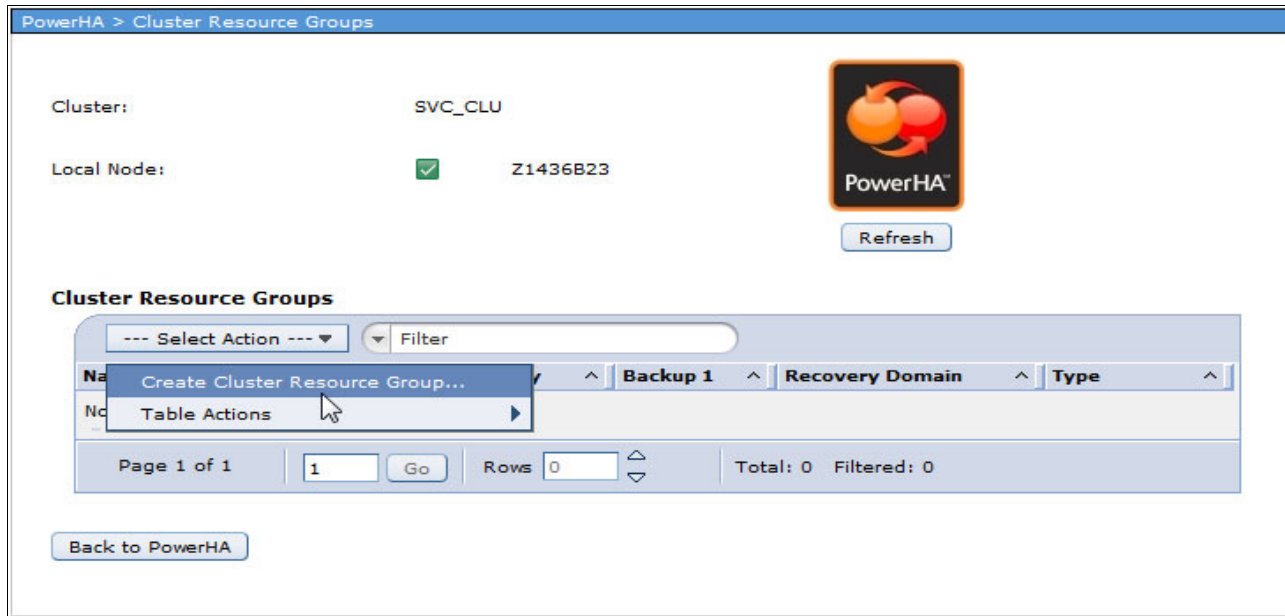 PowerHA > Cluster Resource Groups
Cluster: SVC_CLU
Local Node: Z1436B23
PowerHA™
Refresh
Cluster Resource Groups
--- Select Action --- Filter
Backup 1 Recovery Domain Type
Create Cluster Resource Group...
Table Actions
Page 1 of 1 1 Go Rows 0 Total: 0 Filtered: 0
Back to PowerHA